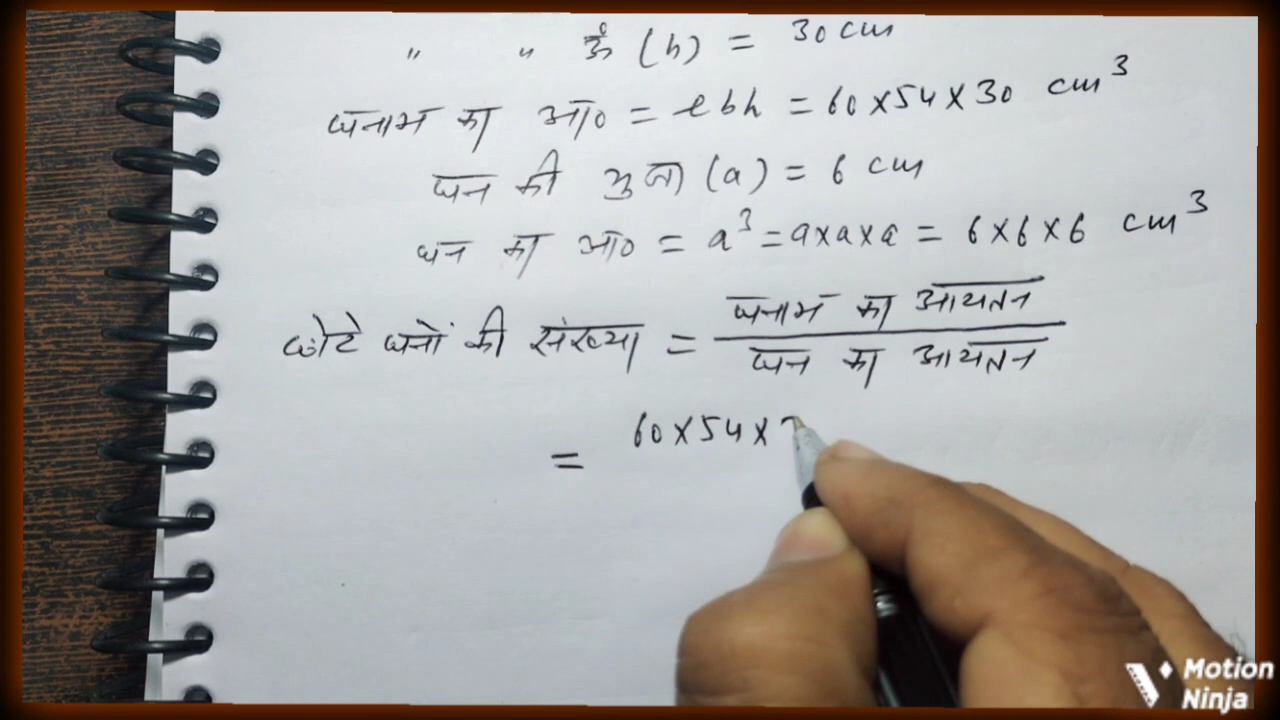 " " ऊँ (h) = 30 cm
घनाभ का आ० = lbh = 60 × 54 × 30 cm³
घन की भुजा (a) = 6 cm
घन का आ० = a³ = a×a×a = 6×6×6 cm³
छोटे घनों की संख्या = घनाभ का आयतन
घन का आयतन
= 60×54×
Motion
Ninja